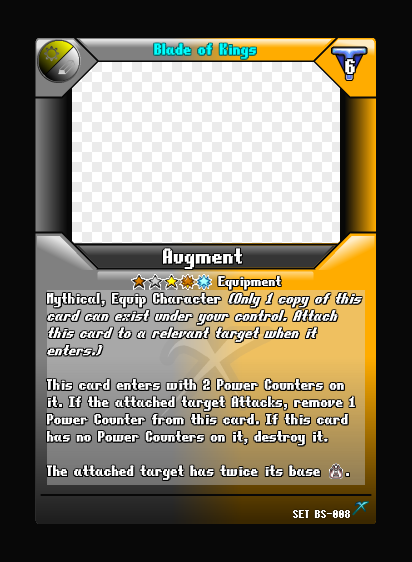 Blade of Kings
6
Augment
Equipment
Mythical, Equip Character (Only 1 copy of this
card can exist under your control. Attach
this card to a relevant target when it
enters.)
This card enters with 2 Power Counters on
it. If the attached target Attacks, remove 1
Power Counter from this card. If this card
has no Power Counters on it, destroy it.
The attached target has twice its base .
SET BS-008